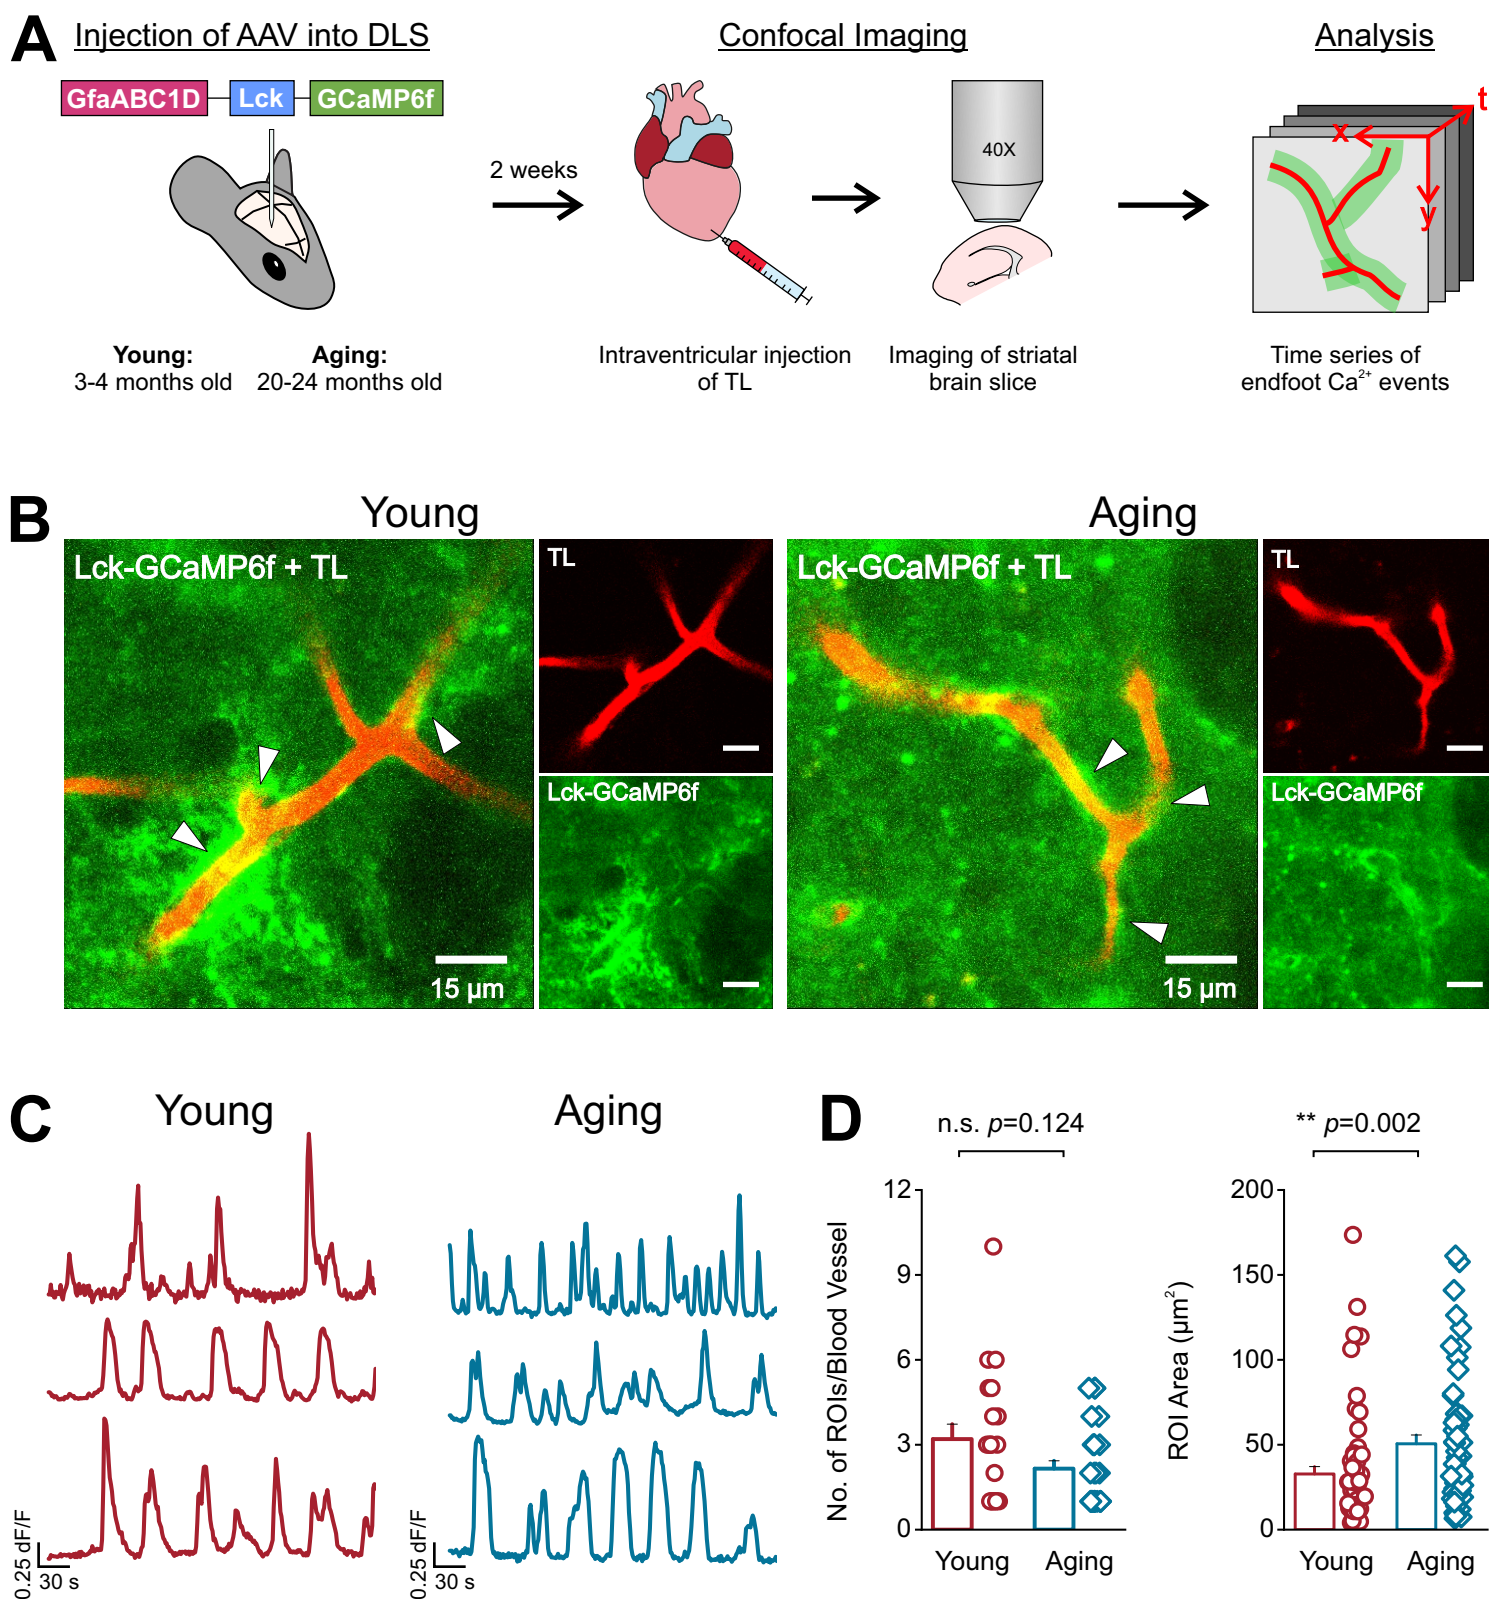 A
Injection of AAV into DLS
Confocal Imaging
Analysis
GfaABC1D
Lck
GCaMP6f
2 weeks
40X
x
t
y
Young:
3-4 months old
Aging:
20-24 months old
Intraventricular injection
of TL
Imaging of striatal
brain slice
Time series of
endfoot Ca²⁺ events
B
Young
Aging
Lck-GCaMP6f + TL
TL
Lck-GCaMP6f
15 µm
Lck-GCaMP6f + TL
TL
Lck-GCaMP6f
15 µm
C
Young
Aging
0.25 dF/F
30 s
0.25 dF/F
30 s
D
n.s. p=0.124
No. of ROIs/Blood Vessel
12
9
6
3
0
Young
Aging
** p=0.002
ROI Area (µm²)
200
150
100
50
0
Young
Aging